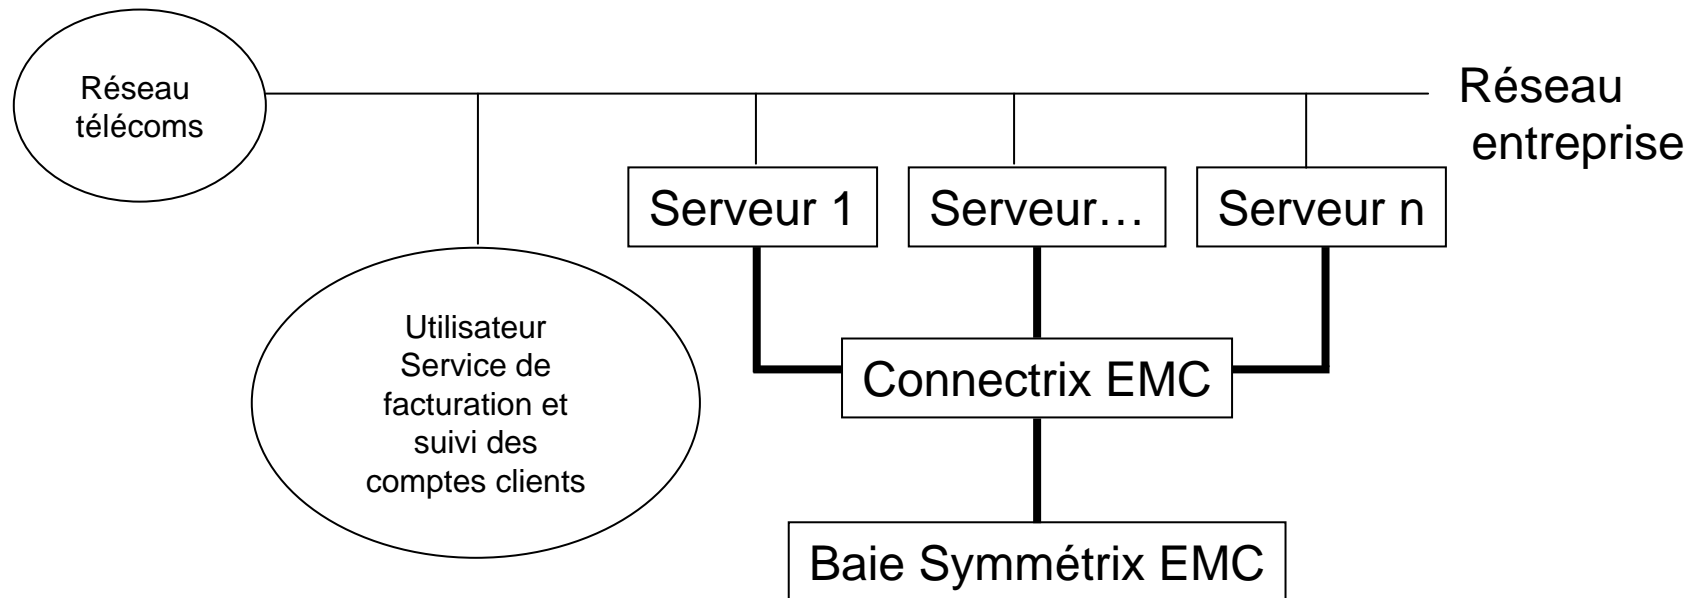 Réseau
télécoms
Réseau
entreprise
Serveur 1
Serveur…
Serveur n
Utilisateur
Service de
facturation et
suivi des
comptes clients
Connectrix EMC
Baie Symmétrix EMC